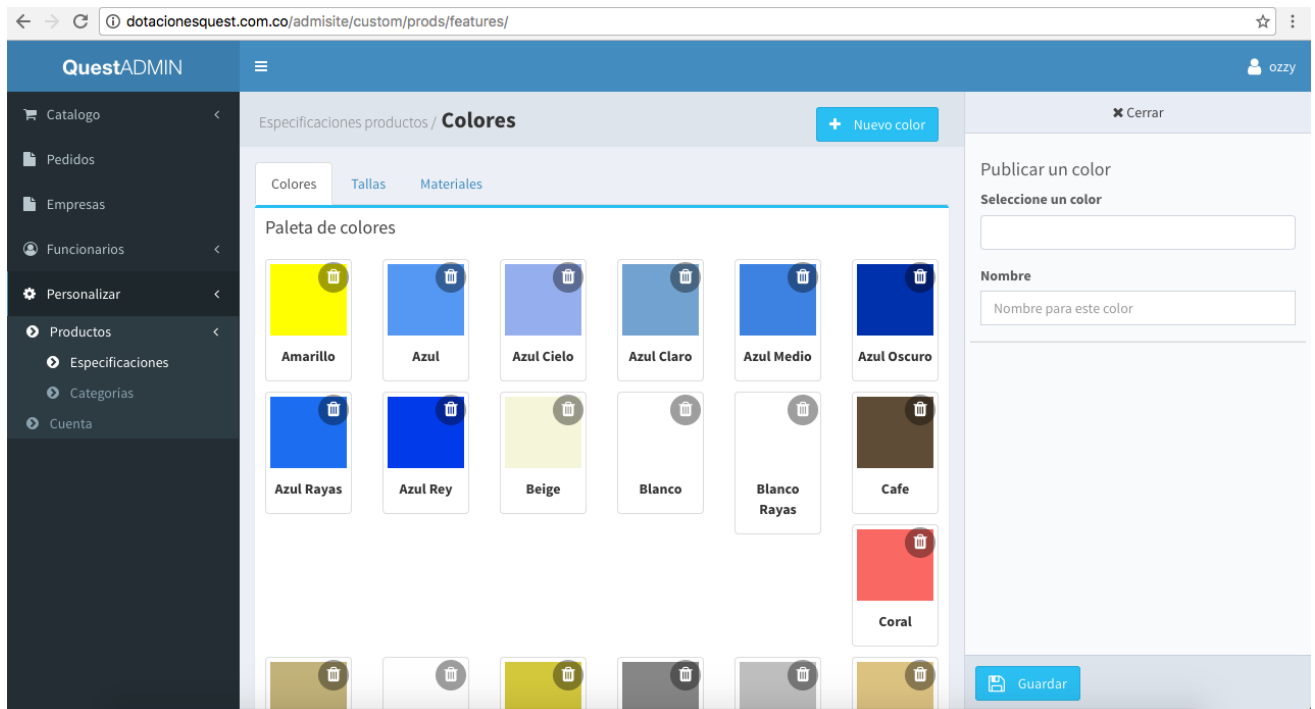 dotacionesquest.com.co/admisite/custom/prods/features/
QuestADMIN
ozzy
Catalogo
Pedidos
Empresas
Funcionarios
Personalizar
Productos
Especificaciones
Categorías
Cuenta
Especificaciones productos / Colores
Nuevo color
Colores Tallas Materiales
Paleta de colores
Amarillo Azul Azul Cielo Azul Claro Azul Medio Azul Oscuro
Azul Rayas Azul Rey Beige Blanco Blanco Cafe
Rayas
Coral
Cerrar
Publicar un color
Seleccione un color
Nombre
Nombre para este color
Guardar